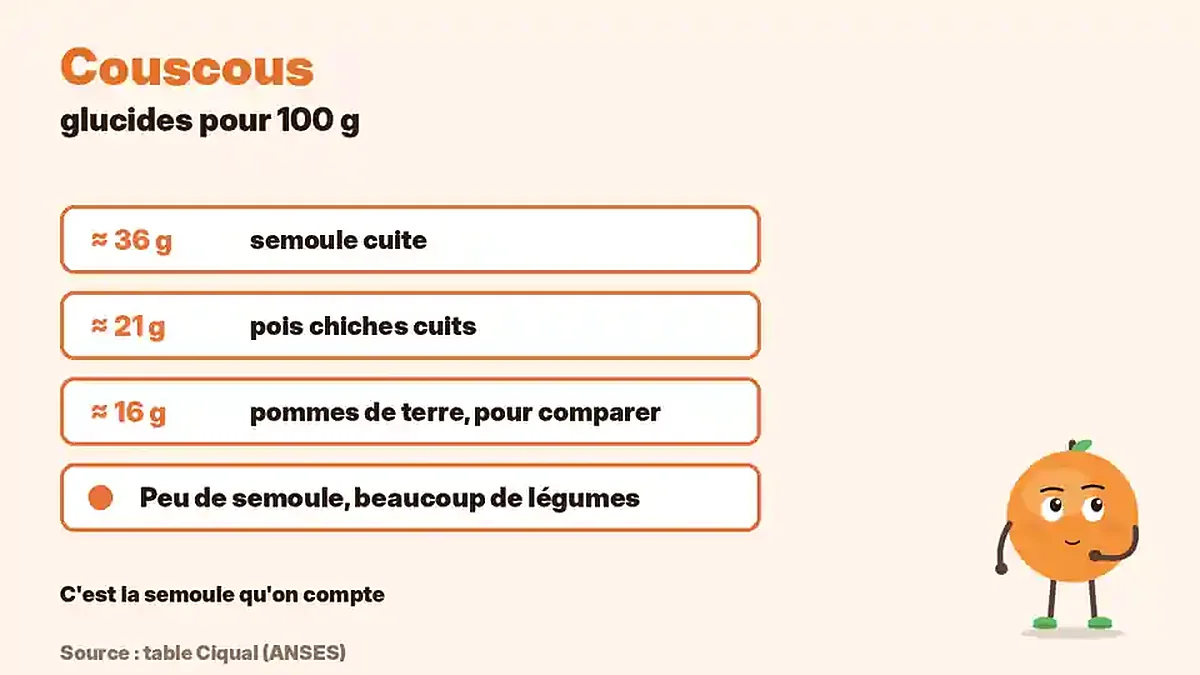 Couscous
glucides pour 100 g
≈ 36 g semoule cuite
≈ 21 g pois chiches cuits
≈ 16 g pommes de terre, pour comparer
Peu de semoule, beaucoup de légumes
C'est la semoule qu'on compte
Source : table Ciqual (ANSES)